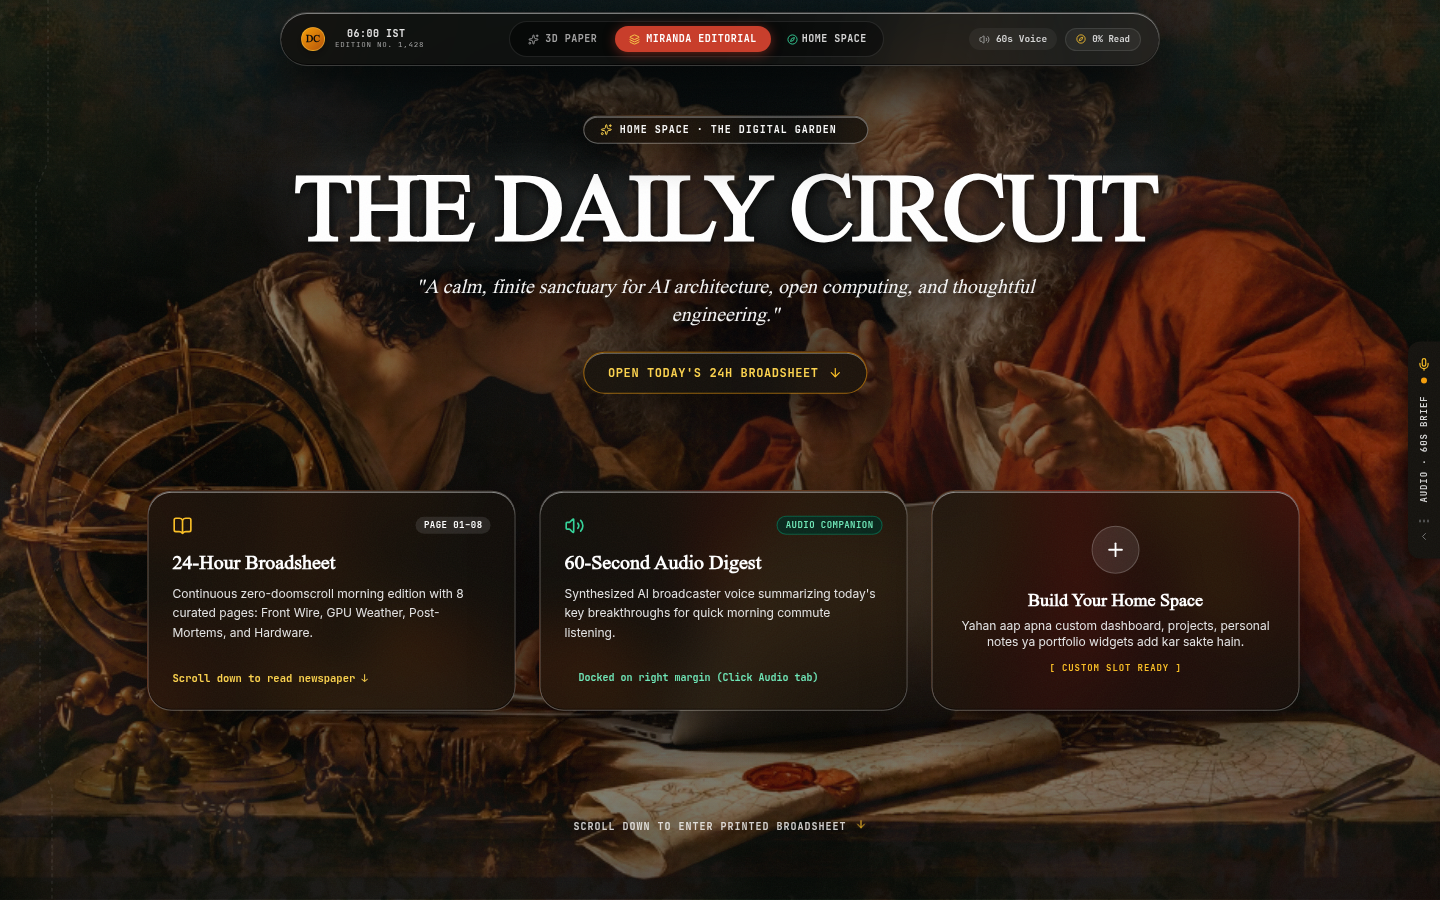 DC
06:00 IST
EDITION NO. 1,428
3D PAPER
MIRANDA EDITORIAL
HOME SPACE
60s Voice
0% Read
HOME SPACE · THE DIGITAL GARDEN
THE DAILY CIRCUIT
"A calm, finite sanctuary for AI architecture, open computing, and thoughtful
engineering."
OPEN TODAY'S 24H BROADSHEET ↓
AUDIO · 60S BRIEF
PAGE 01–08
24-Hour Broadsheet
Continuous zero-doomscroll morning edition with 8
curated pages: Front Wire, GPU Weather, Post-
Mortems, and Hardware.
Scroll down to read newspaper ↓
AUDIO COMPANION
60-Second Audio Digest
Synthesized AI broadcaster voice summarizing today's
key breakthroughs for quick morning commute
listening.
Docked on right margin (Click Audio tab)
Build Your Home Space
Yahan aap apna custom dashboard, projects, personal
notes ya portfolio widgets add kar sakte hain.
[ CUSTOM SLOT READY ]
SCROLL DOWN TO ENTER PRINTED BROADSHEET ↓